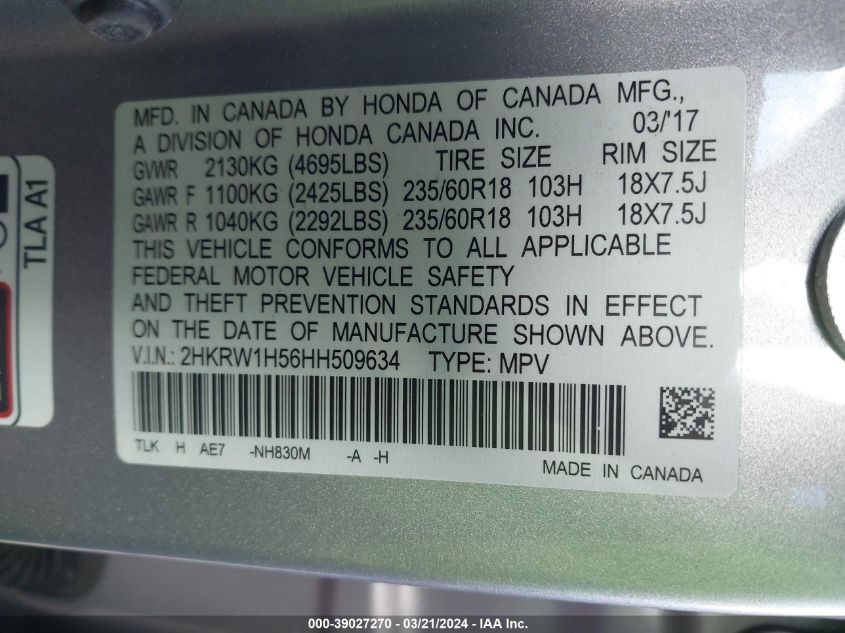 MFD. IN CANADA BY HONDA OF CANADA MFG.,
A DIVISION OF HONDA CANADA INC. 03/'17
GVWR 2130KG (4695LBS) TIRE SIZE RIM SIZE
GAWR F 1100KG (2425LBS) 235/60R18 103H 18X7.5J
GAWR R 1040KG (2292LBS) 235/60R18 103H 18X7.5J
THIS VEHICLE CONFORMS TO ALL APPLICABLE
FEDERAL MOTOR VEHICLE SAFETY
AND THEFT PREVENTION STANDARDS IN EFFECT
ON THE DATE OF MANUFACTURE SHOWN ABOVE.
V.I.N.: 2HKRW1H56HH509634 TYPE: MPV
TLK H AE7 -NH830M -A -H
MADE IN CANADA
TLA A1
000-39027270 - 03/21/2024 - IAA Inc.